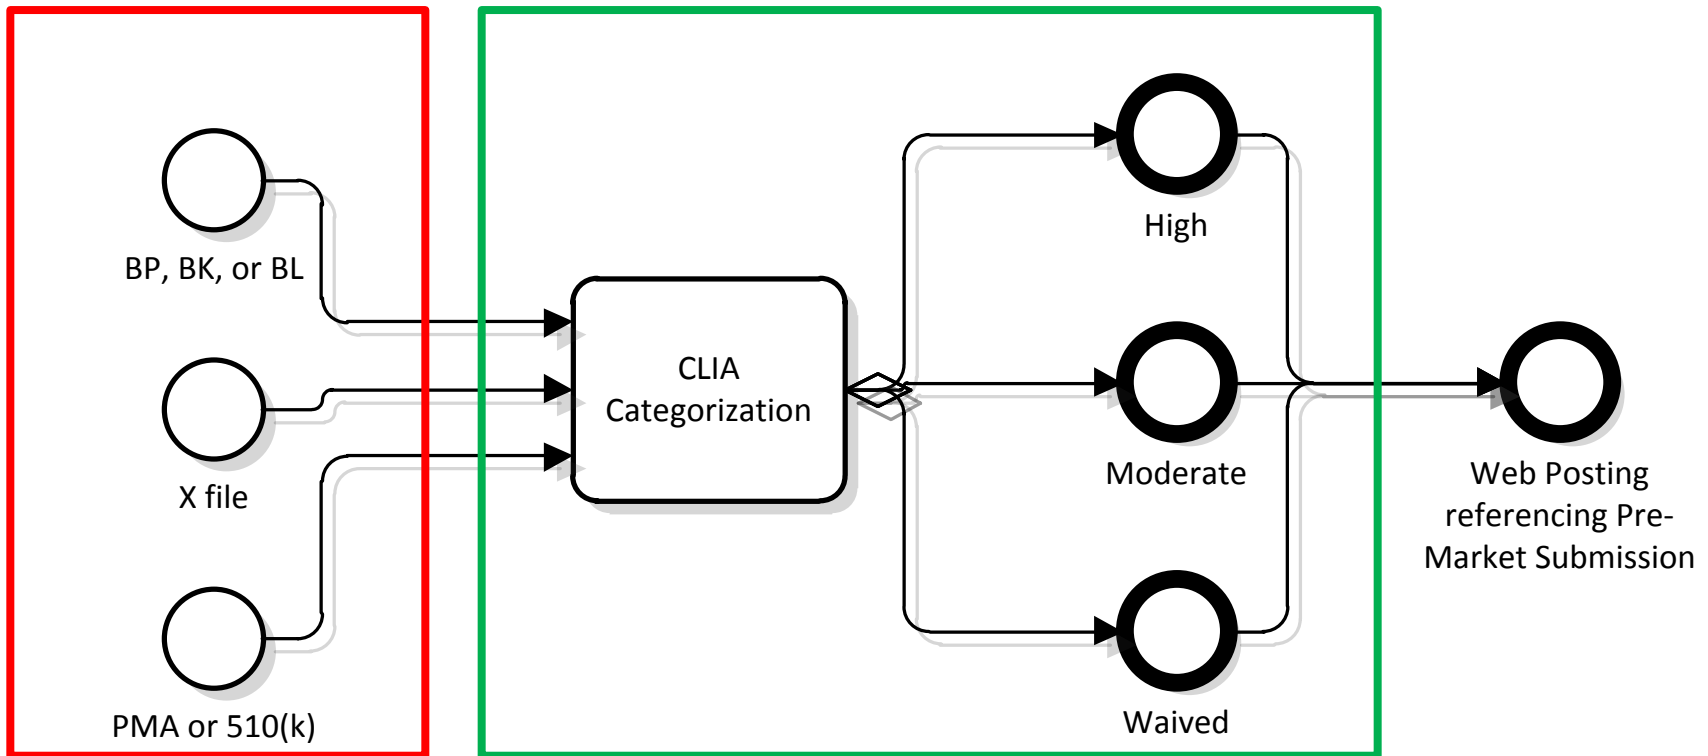 BP, BK, or BL
X file
PMA or 510(k)
CLIA
Categorization
High
Moderate
Waived
Web Posting
referencing Pre-
Market Submission